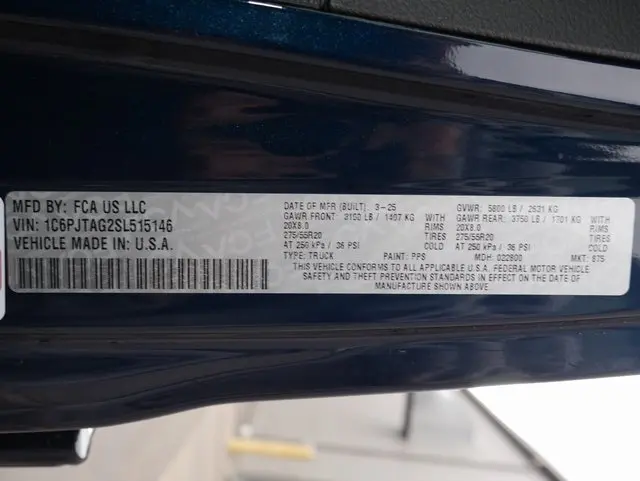 MFD BY: FCA US LLC
VIN: 1C6PJTAG2SL515146
VEHICLE MADE IN: U.S.A.
DATE OF MFR (BUILT): 3-25 GVWR: 5800 LB / 2631 KG
GAWR FRONT: 3150 LB / 1407 KG WITH GAWR REAR: 3750 LB / 1701 KG WITH
20X8.0 RIMS 20X8.0 RIMS
275/55R20 TIRES 275/55R20 TIRES
AT 250 kPa / 36 PSI COLD AT 250 kPa / 36 PSI COLD
TYPE: TRUCK PAINT: PPS MDH: 022800 MKT:
THIS VEHICLE CONFORMS TO ALL APPLICABLE U.S.A. FEDERAL MOTOR VEHICLE
SAFETY AND THEFT PREVENTION STANDARDS IN EFFECT ON THE DATE OF
MANUFACTURE SHOWN ABOVE.